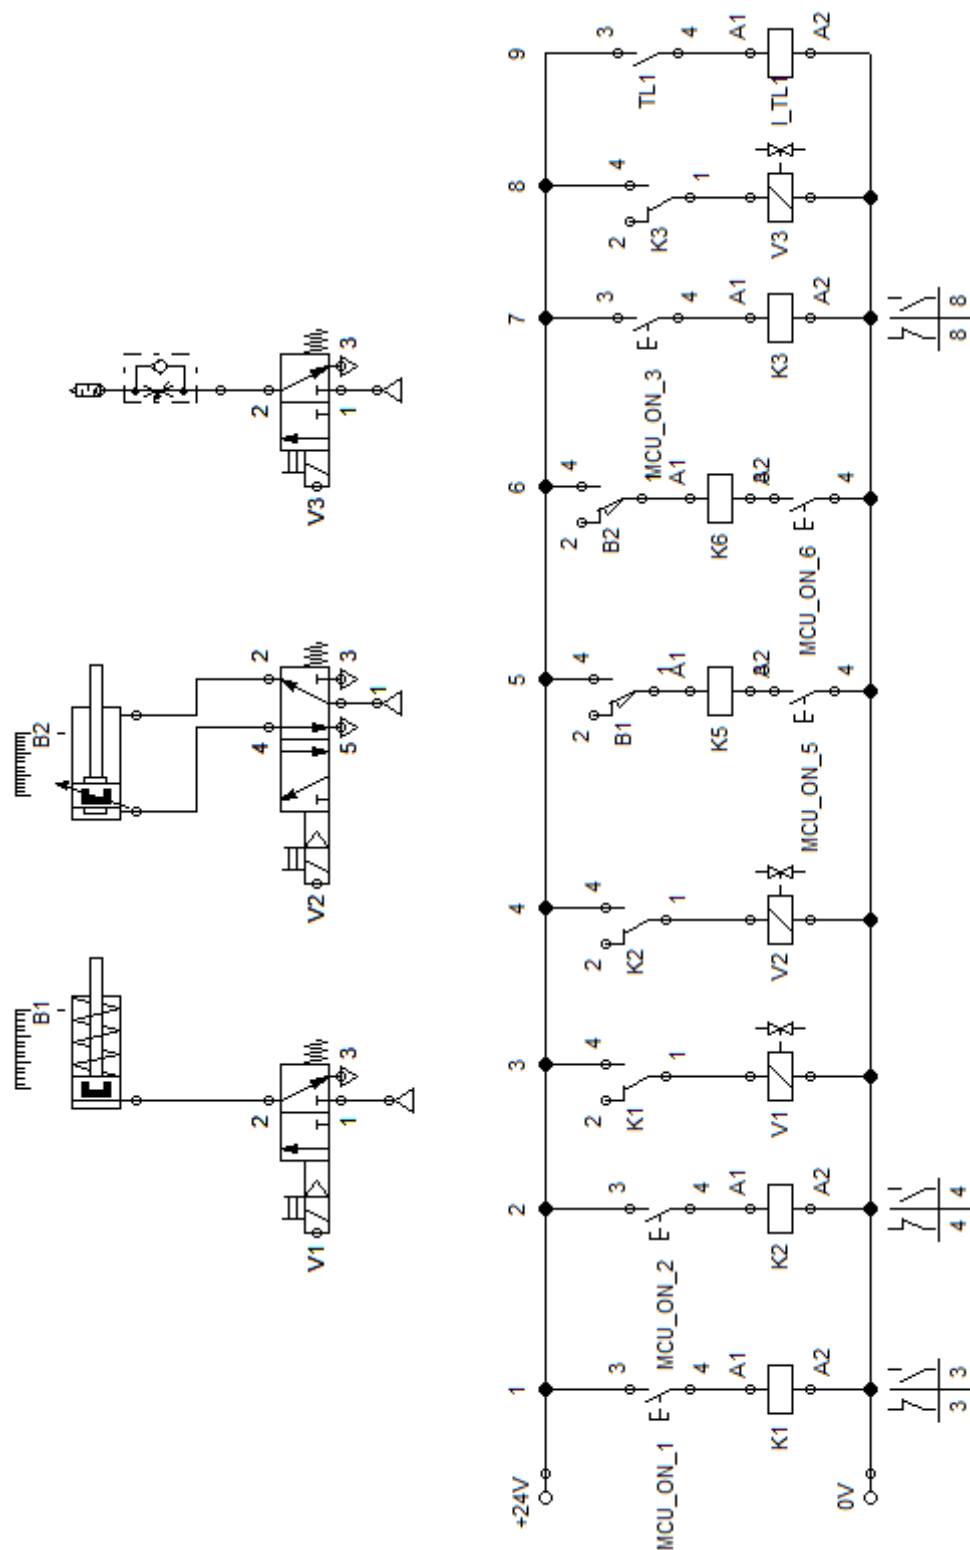 B1 B2
2 4 2 2
V1 1 3 V2 5 1 3 V3 1 3
+24V 1 2 3 4 5 6 7 8 9
3 3 2 4 2 4 2 4 2 4 3 2 4 3
MCU_ON_1 MCU_ON_2 K1 K2 B1 B2 MCU_ON_3 K3 TL1
4 4 1 1 1 1 4 1 4
A1 A1 A1 A1 A1 A1
K1 K2 V1 V2 K5 K6 K3 V3 I_TL1
A2 A2 A2 A2 A2 A2
MCU_ON_5 MCU_ON_6
4 4
0V
3 3 4 4 8 8